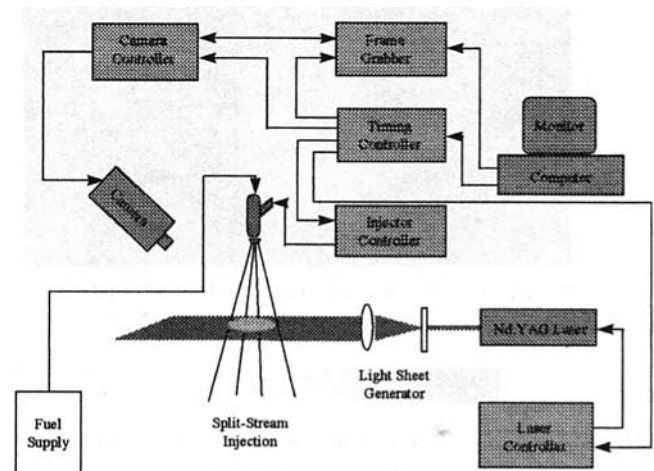 Camera
Controller
Frame
Grabber
Timing
Controller
Monitor
Computer
Camera
Injector
Controller
Nd:YAG Laser
Light Sheet
Generator
Fuel
Supply
Split-Stream
Injection
Laser
Controller